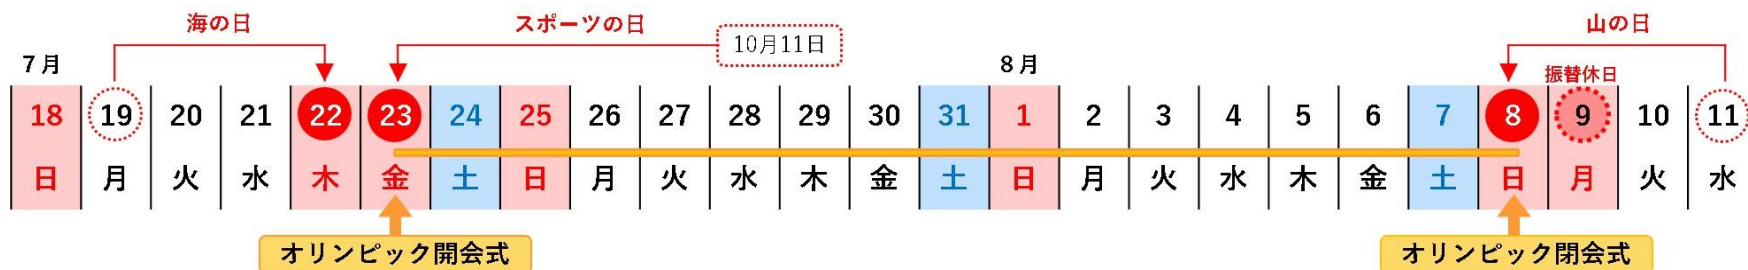 海の日 スポーツの日 山の日
10月11日
7月 8月 振替休日
18 19 20 21 22 23 24 25 26 27 28 29 30 31 1 2 3 4 5 6 7 8 9 10 11
日 月 火 水 木 金 土 日 月 火 水 木 金 土 日 月 火 水 木 金 土 日 月 火 水
オリンピック開会式 オリンピック閉会式